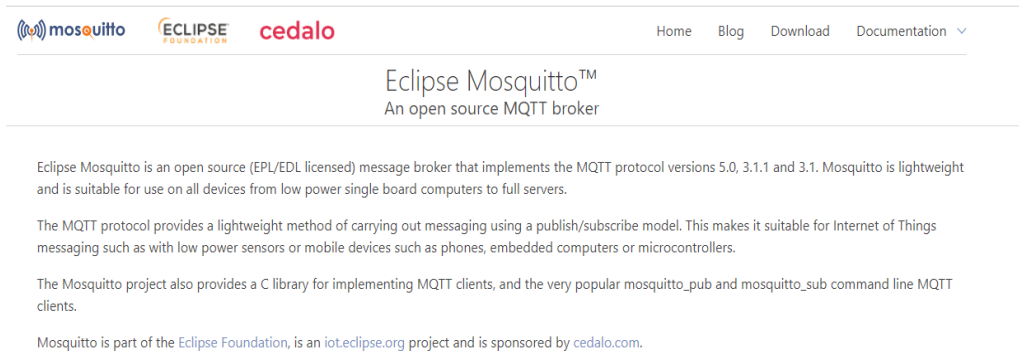 mosquitto ECLIPSE FOUNDATION cedalo Home Blog Download Documentation
Eclipse Mosquitto™
An open source MQTT broker
Eclipse Mosquitto is an open source (EPL/EDL licensed) message broker that implements the MQTT protocol versions 5.0, 3.1.1 and 3.1. Mosquitto is lightweight
and is suitable for use on all devices from low power single board computers to full servers.
The MQTT protocol provides a lightweight method of carrying out messaging using a publish/subscribe model. This makes it suitable for Internet of Things
messaging such as with low power sensors or mobile devices such as phones, embedded computers or microcontrollers.
The Mosquitto project also provides a C library for implementing MQTT clients, and the very popular mosquitto_pub and mosquitto_sub command line MQTT
clients.
Mosquitto is part of the Eclipse Foundation, is an iot.eclipse.org project and is sponsored by cedalo.com.